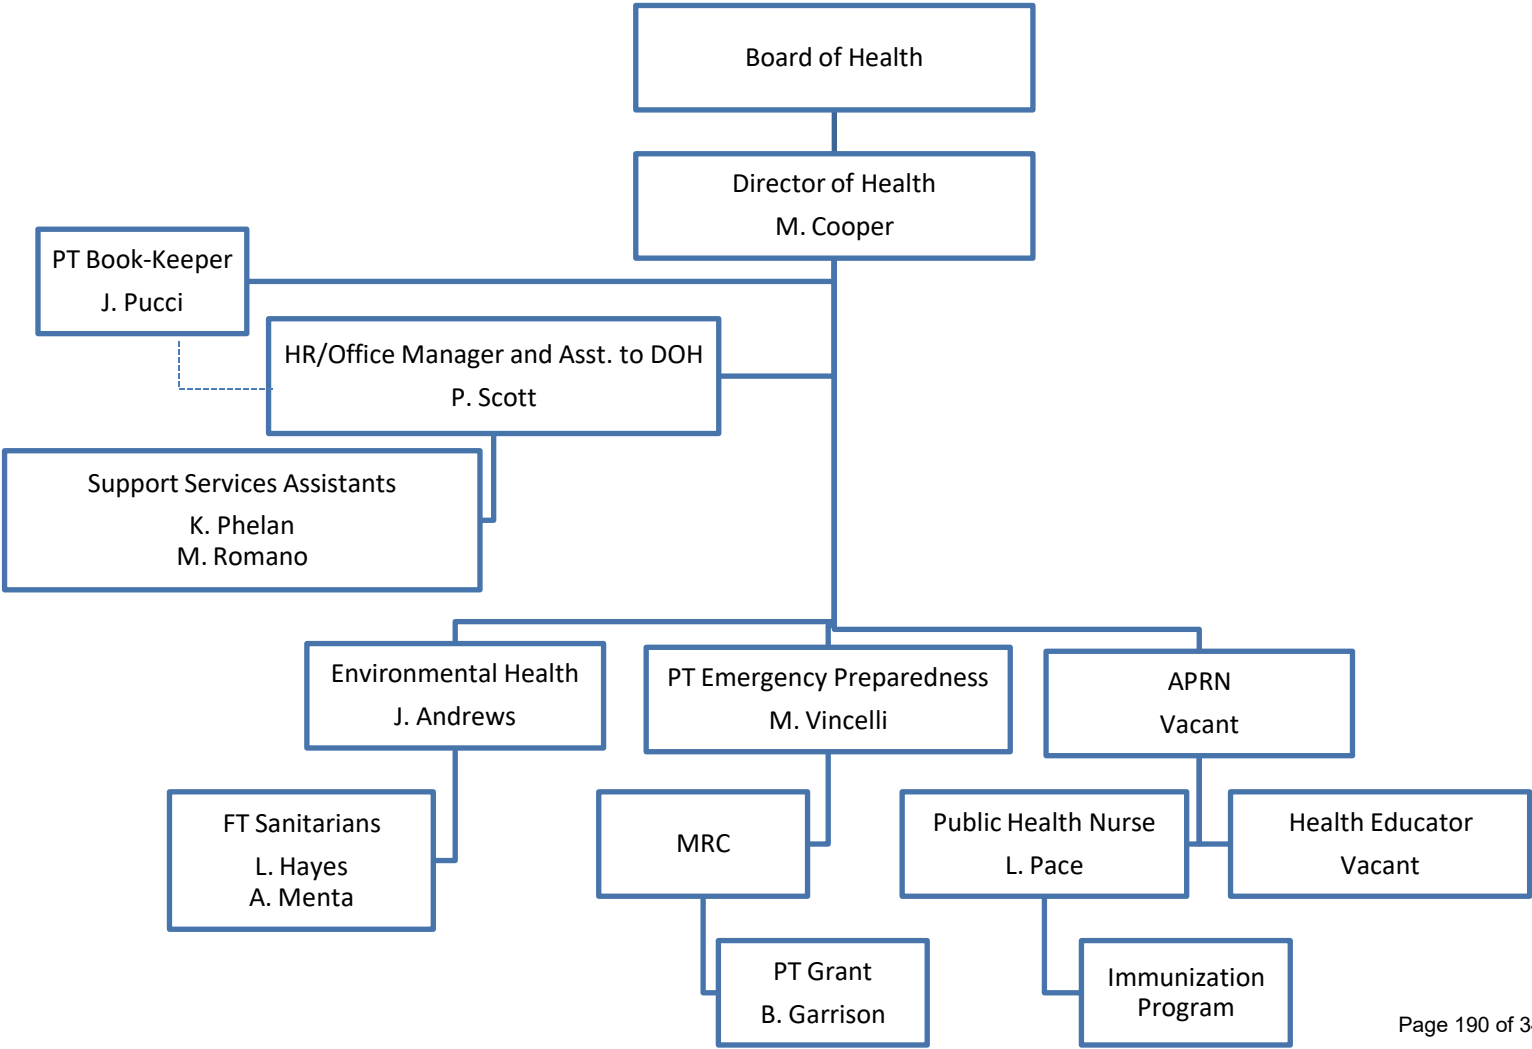 Board of Health
Director of Health
M. Cooper
PT Book-Keeper
J. Pucci
HR/Office Manager and Asst. to DOH
P. Scott
Support Services Assistants
K. Phelan
M. Romano
Environmental Health
J. Andrews
PT Emergency Preparedness
M. Vincelli
APRN
Vacant
FT Sanitarians
L. Hayes
A. Menta
MRC
Public Health Nurse
L. Pace
Health Educator
Vacant
PT Grant
B. Garrison
Immunization
Program
Page 190 of